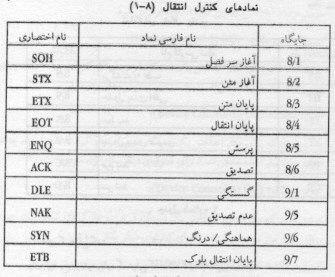 نمادهای کنترل انتقال (۸-۱)
جایگاه نام فارسی نماد نام اختصاری
8/1 آغاز سر فصل SOH
8/2 آغاز متن STX
8/3 پایان متن ETX
8/4 پایان انتقال EOT
8/5 پرسش ENQ
8/6 تصدیق ACK
9/1 گستگی DLE
9/5 عدم تصدیق NAK
9/6 هماهنگی/درنگ SYN
9/7 پایان انتقال بلوک ETB